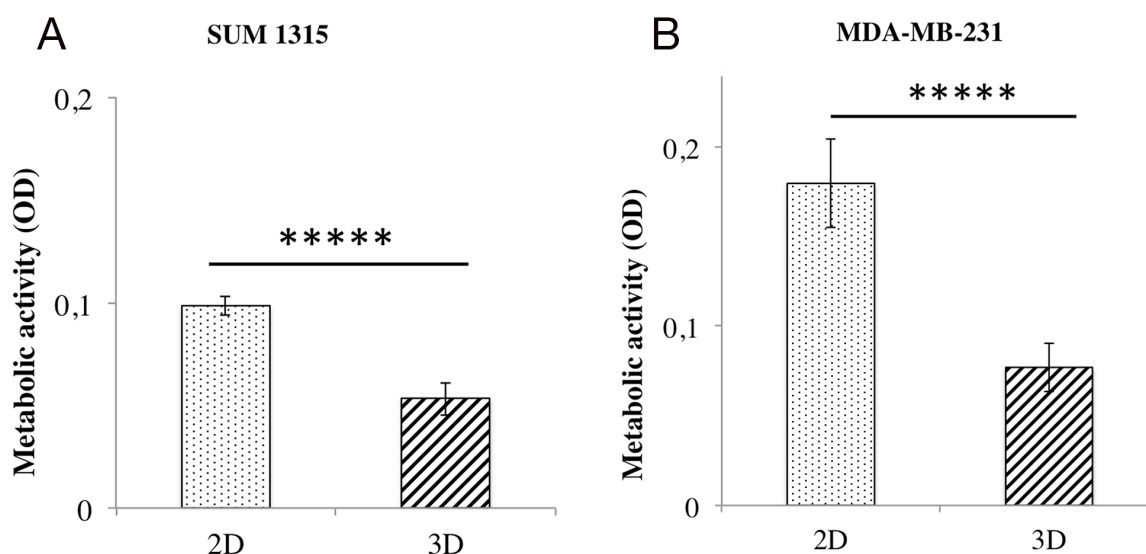 A
SUM 1315
0,2
*****
Metabolic activity (OD)
0,1
0
2D
3D
B
MDA-MB-231
*****
0,2
Metabolic activity (OD)
0,1
0
2D
3D